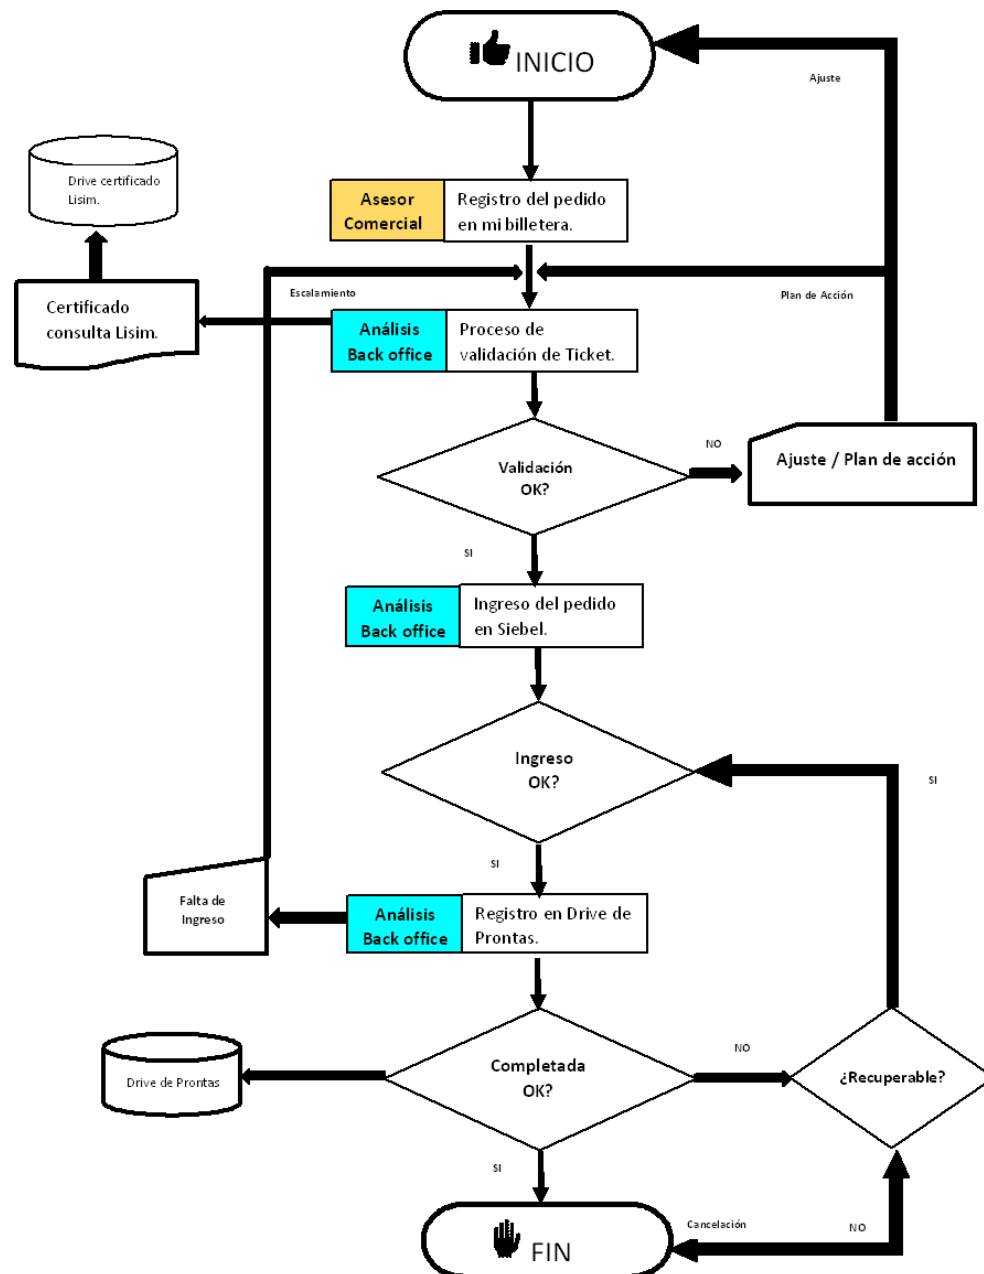 INICIO
Ajuste
Drive certificado
Lisim.
Asesor
Comercial
Registro del pedido
en mi billetera.
Escalamiento
Plan de Acción
Certificado
consulta Lisim.
Análisis
Back office
Proceso de
validación de Ticket.
Validación
OK?
NO
Ajuste / Plan de acción
SI
Análisis
Back office
Ingreso del pedido
en Siebel.
Ingreso
OK?
SI
SI
Falta de
Ingreso
Análisis
Back office
Registro en Drive de
Prontas.
Drive de Prontas
Completada
OK?
NO
¿Recuperable?
SI
Cancelación
NO
FIN